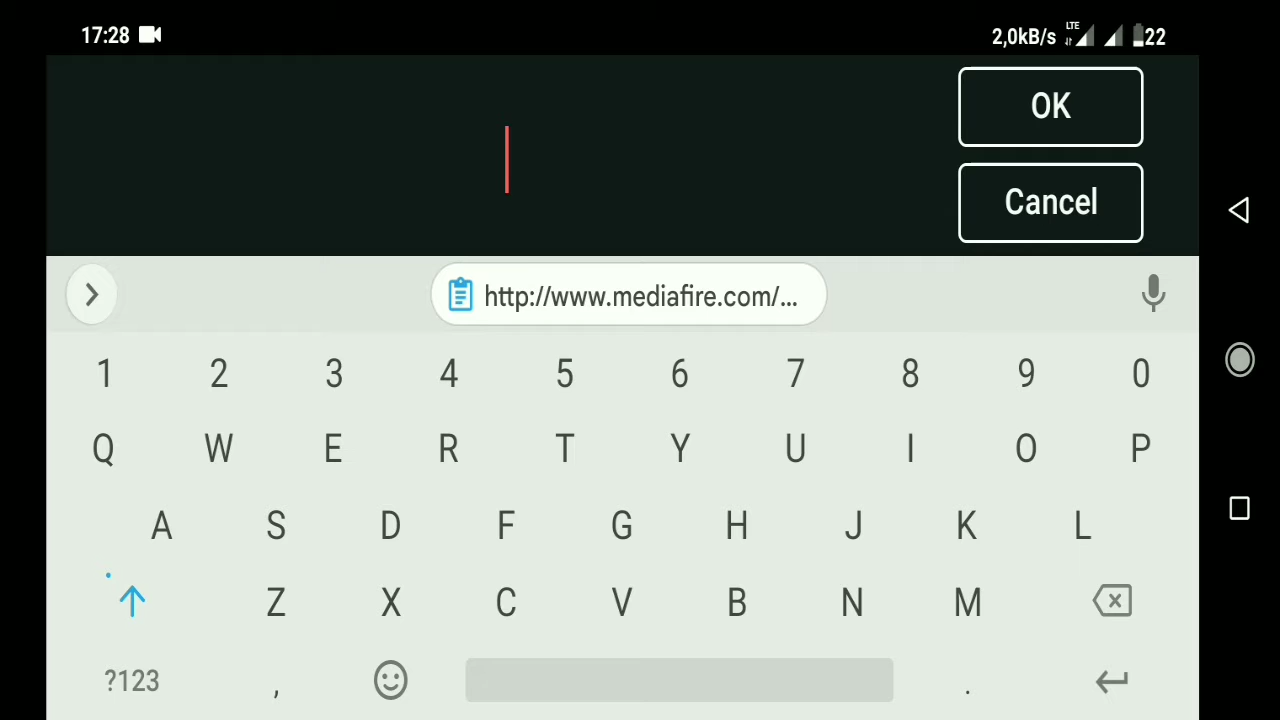 17:28
2,0kB/s LTE 22
OK
Cancel
http://www.mediafire.com/...
1 2 3 4 5 6 7 8 9 0
Q W E R T Y U I O P
A S D F G H J K L
Z X C V B N M
?123 , .